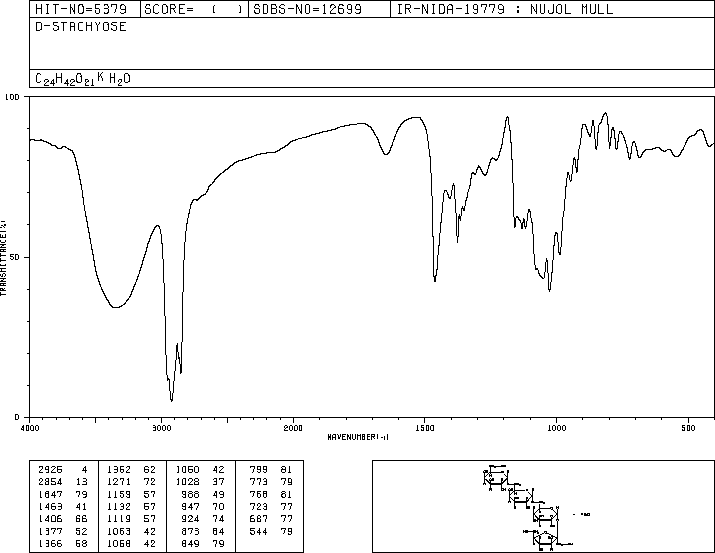 HIT-NO=5379 SCORE= ( ) SDBS-NO=12699 IR-NIDA-19779 : NUJOL MULL
D-STACHYOSE
C24H42O21 K H2O
100
50
0
TRANSMITTANCE(%)
4000 3000 2000 1500 1000 500
WAVENUMBER(-1)
2925 4 1352 62 1050 42 799 81
2854 13 1271 72 1028 37 773 79
1647 79 1159 57 988 49 768 81
1463 41 1132 57 947 70 723 77
1406 66 1119 57 924 74 687 77
1377 52 1063 42 873 84 544 79
1366 58 1058 42 849 79